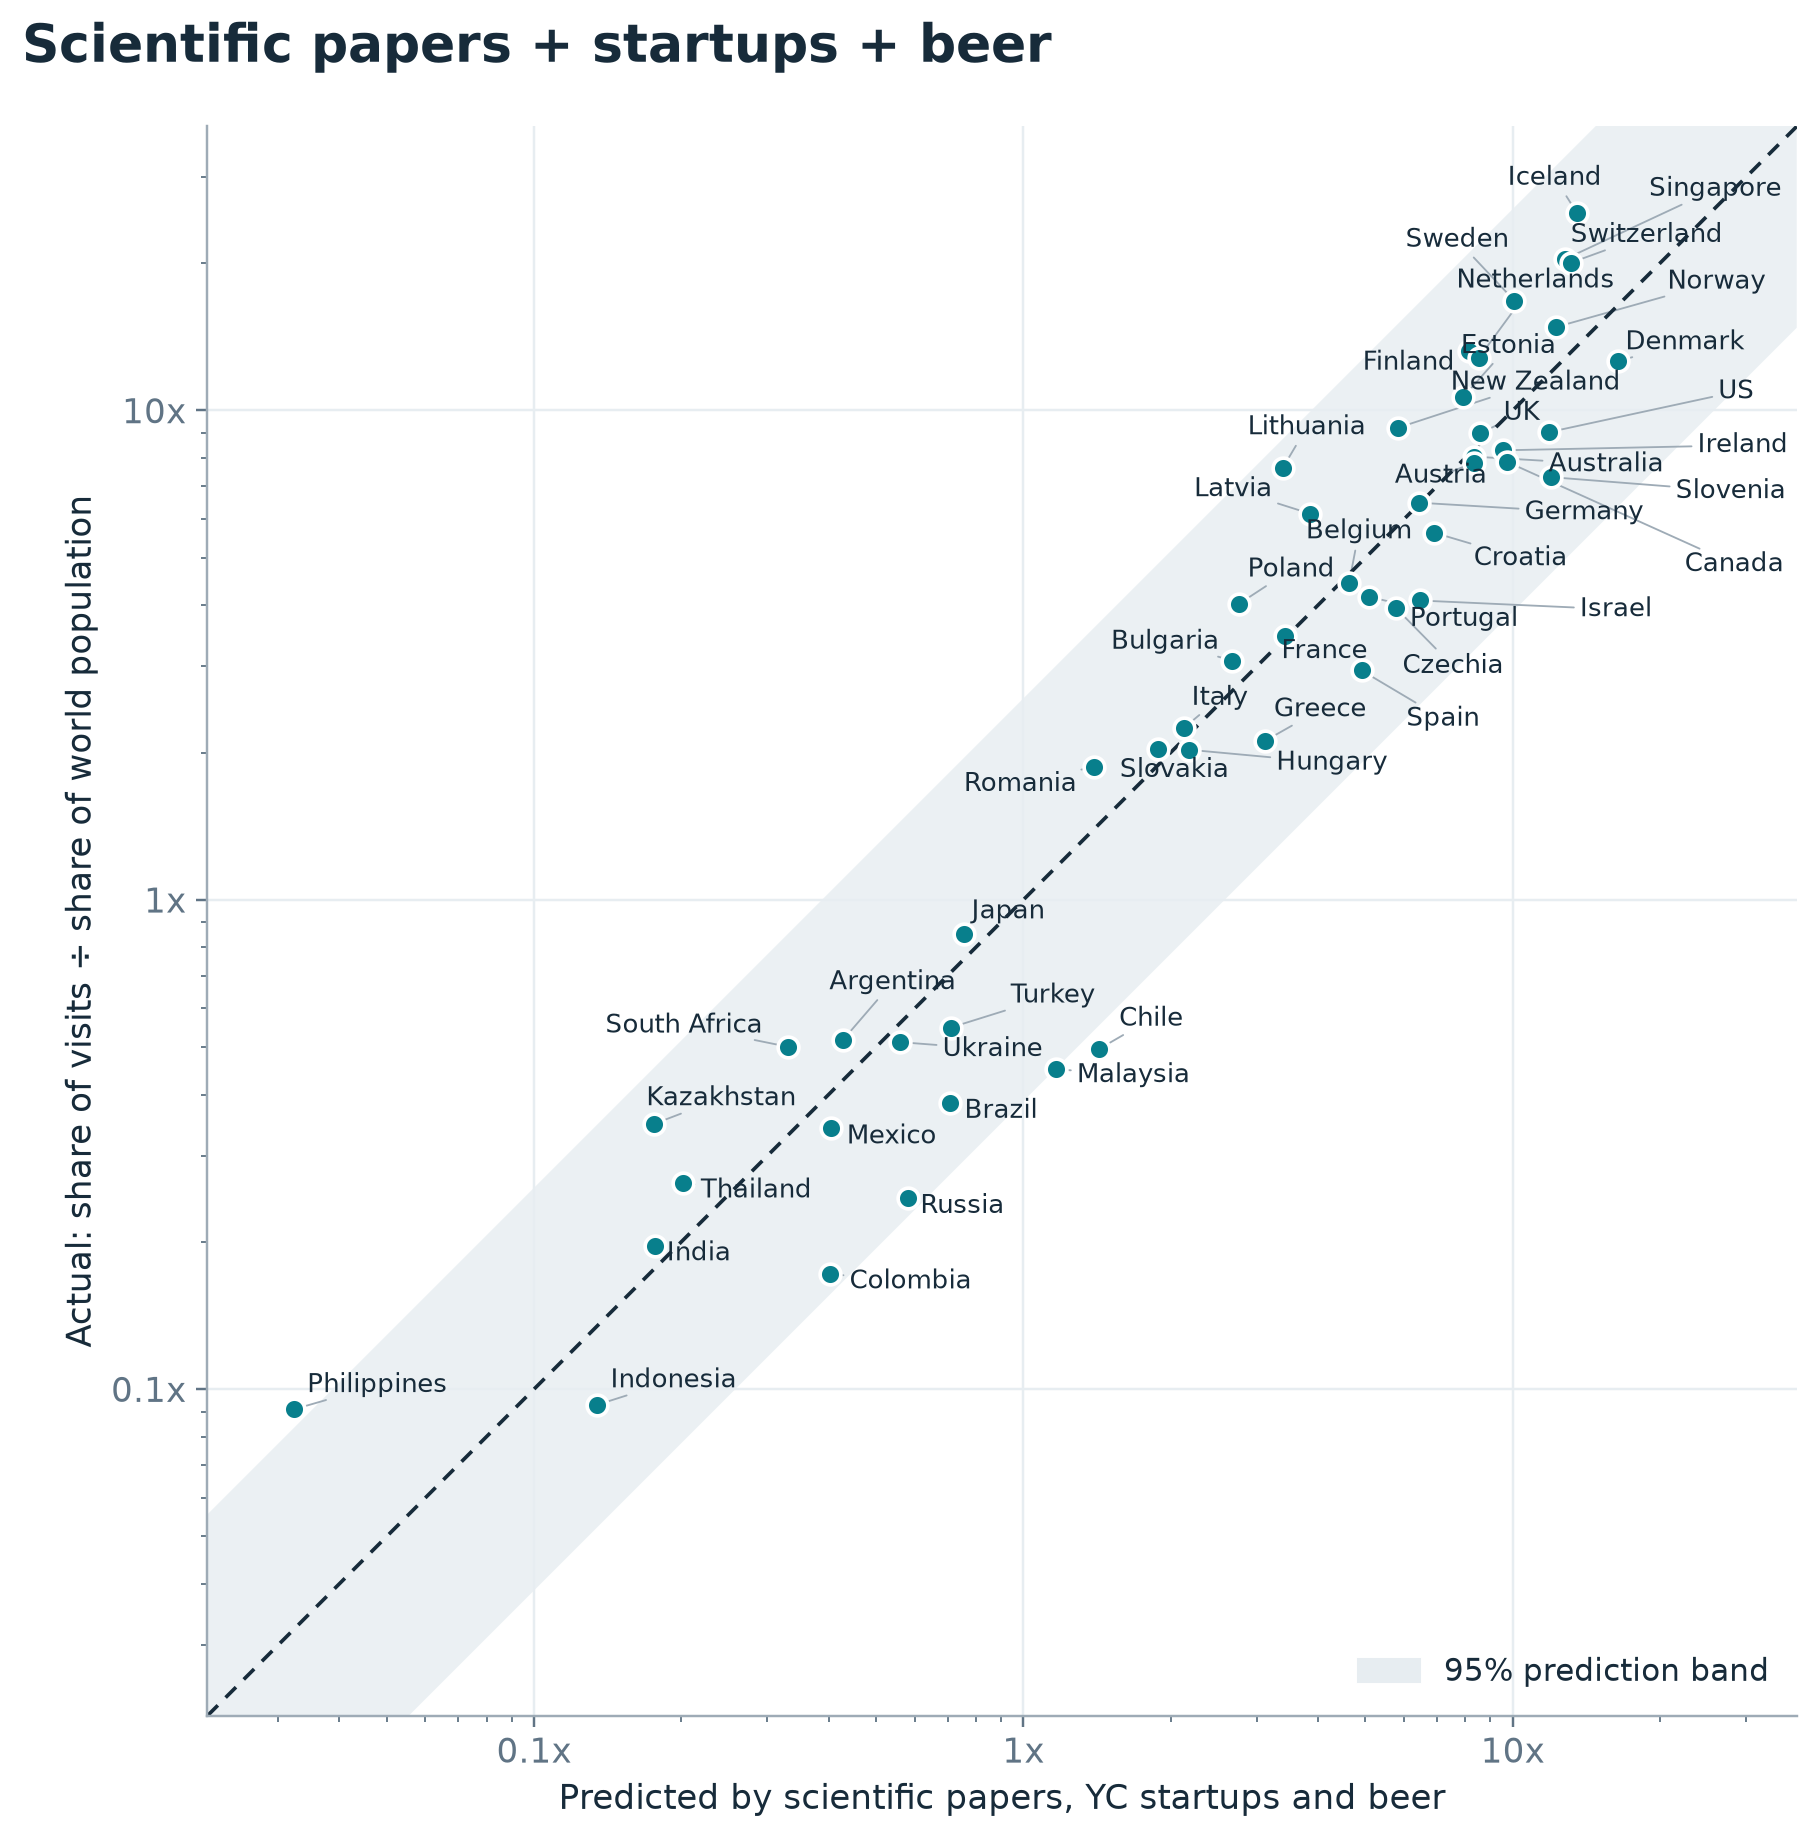 Scientific papers + startups + beer
Iceland
Singapore
Sweden
Switzerland
Netherlands
Norway
Estonia
Denmark
Finland
New Zealand
US
10x
UK
Lithuania
Ireland
Australia
Austria
Latvia
Slovenia
Germany
Belgium
Croatia
Canada
Poland
Israel
Portugal
Bulgaria
France
Czechia
Italy
Greece
Spain
Hungary
Slovakia
Romania
1x
Japan
Argentina
Turkey
Chile
South Africa
Ukraine
Malaysia
Kazakhstan
Brazil
Mexico
Thailand
Russia
India
Colombia
0.1x
Philippines
Indonesia
Actual: share of visits ÷ share of world population
95% prediction band
0.1x
1x
10x
Predicted by scientific papers, YC startups and beer